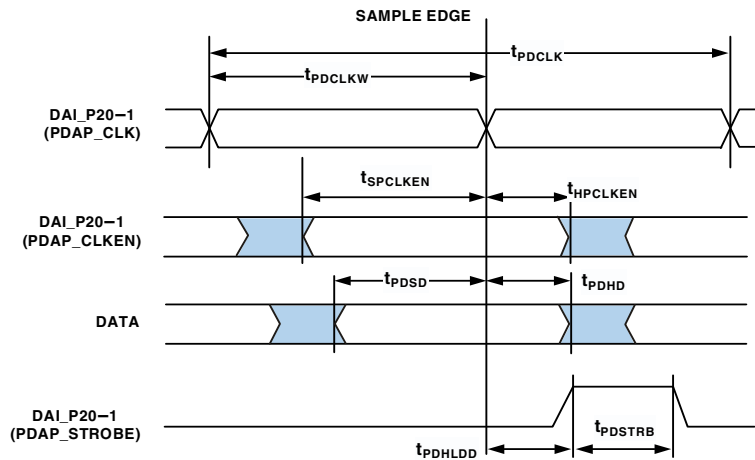 SAMPLE EDGE
tPDCLK
tPDCLKW
DAI_P20–1
(PDAP_CLK)
tSPCLKEN
tHPCLKEN
DAI_P20–1
(PDAP_CLKEN)
tPDSD
tPDHD
DATA
DAI_P20–1
(PDAP_STROBE)
tPDHLDD
tPDSTRB